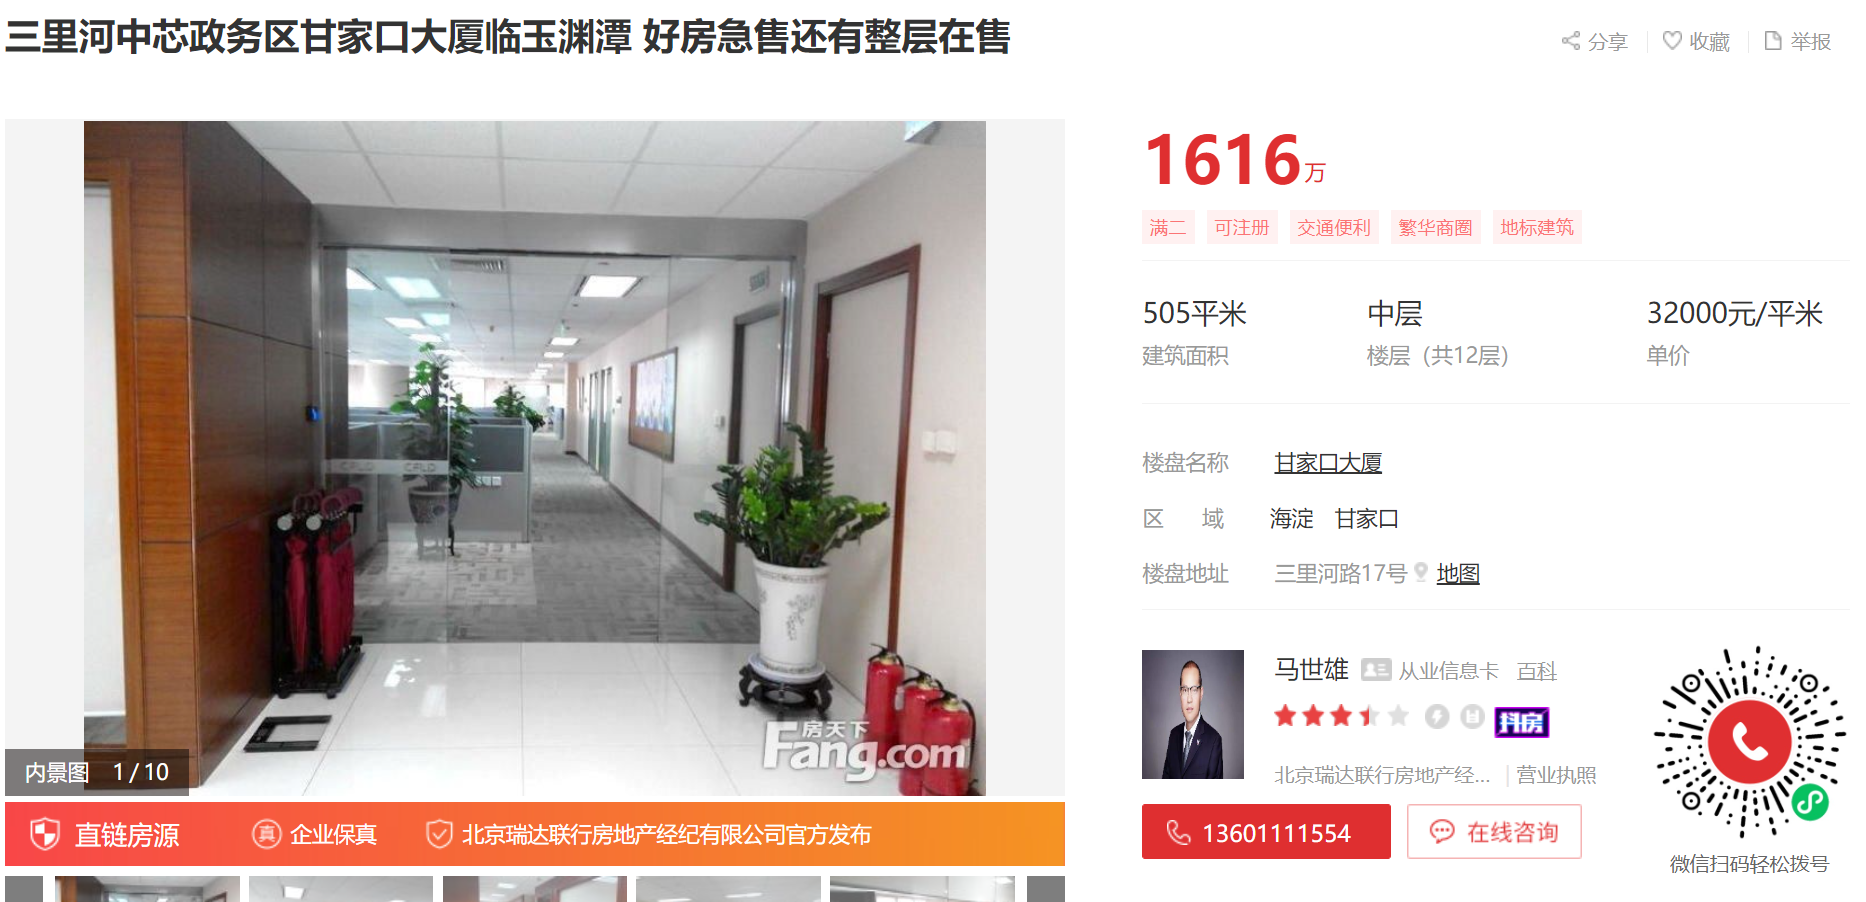 三里河中芯政务区甘家口大厦临玉渊潭 好房急售还有整层在售
分享
收藏
举报
CFLD CFLD
房天下
Fang.com
内景图 1 / 10
直链房源
真 企业保真
北京瑞达联行房地产经纪有限公司官方发布
1616万
满二 可注册 交通便利 繁华商圈 地标建筑
505平米 中层 32000元/平米
建筑面积 楼层（共12层） 单价
楼盘名称 甘家口大厦
区 域 海淀 甘家口
楼盘地址 三里河路17号 地图
马世雄 从业信息卡 百科
抖房
北京瑞达联行房地产经... 营业执照
13601111554
在线咨询
微信扫码轻松拨号